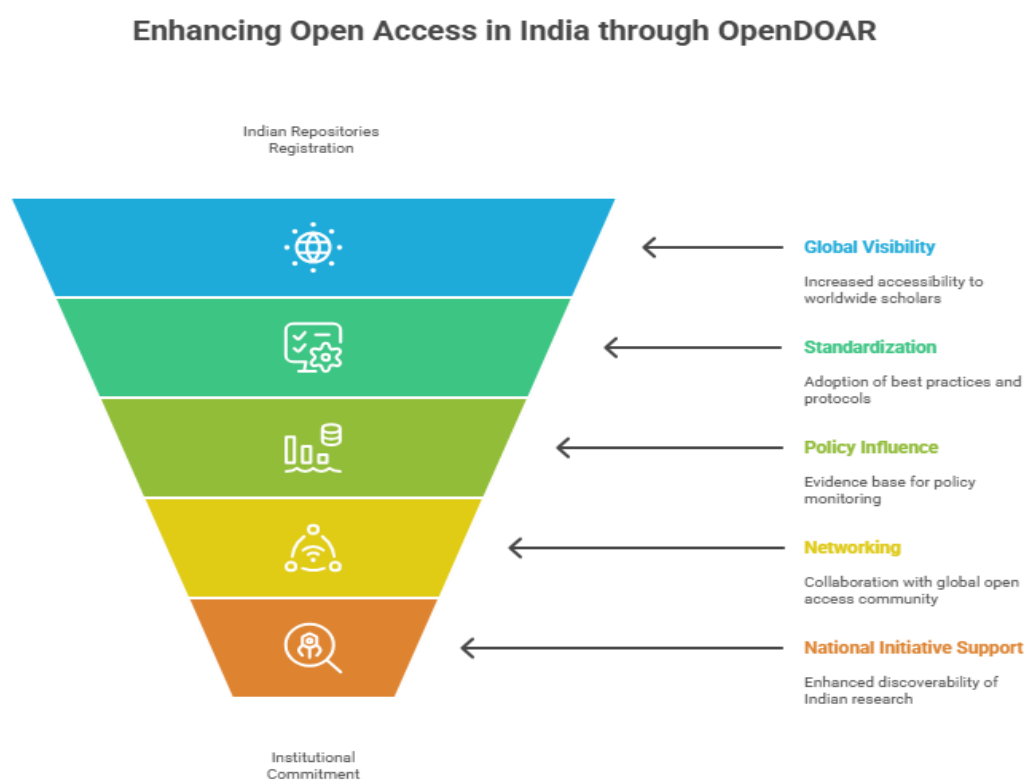 Enhancing Open Access in India through OpenDOAR
Indian Repositories
Registration
Global Visibility
Increased accessibility to
worldwide scholars
Standardization
Adoption of best practices and
protocols
Policy Influence
Evidence base for policy
monitoring
Networking
Collaboration with global open
access community
National Initiative Support
Enhanced discoverability of
Indian research
Institutional
Commitment